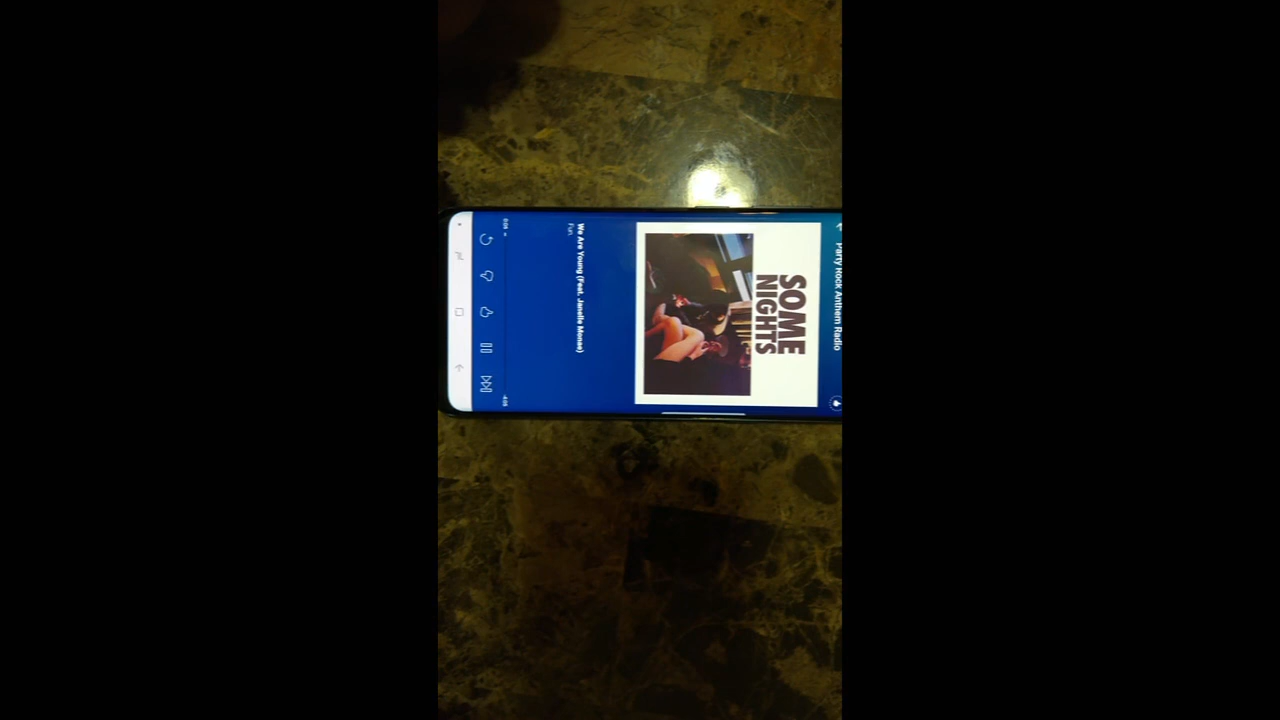 Party Rock Anthem Radio
SOME
NIGHTS
We Are Young (Feat. Janelle Monae)
Fun.